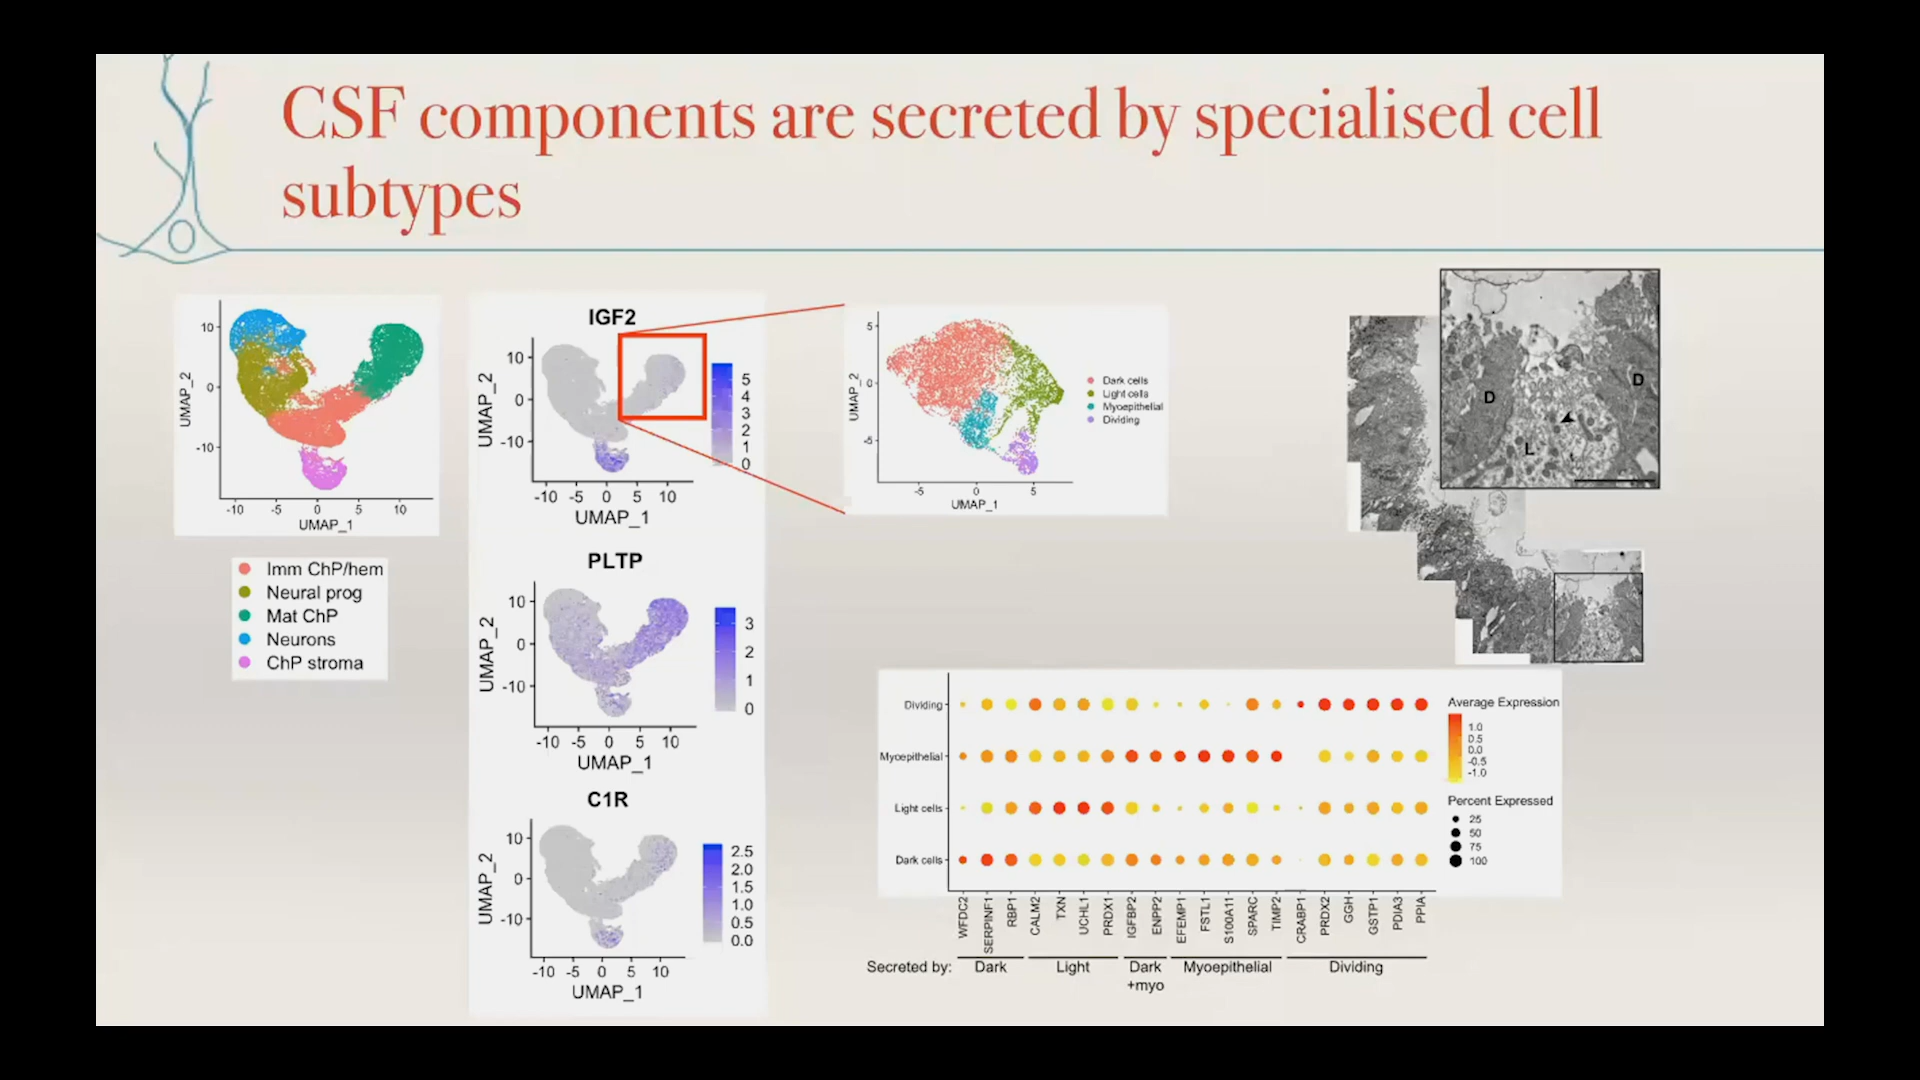 CSF components are secreted by specialised cell
subtypes
UMAP_2
10
0
-10
-10 -5 0 5 10
UMAP_1
Imm ChP/hem
Neural prog
Mat ChP
Neurons
ChP stroma
IGF2
UMAP_2
10
0
-10
-10 -5 0 5 10
UMAP_1
5
4
3
2
1
0
PLTP
UMAP_2
10
0
-10
-10 -5 0 5 10
UMAP_1
3
2
1
0
C1R
UMAP_2
10
0
-10
-10 -5 0 5 10
UMAP_1
2.5
2.0
1.5
1.0
0.5
0.0
UMAP_2
5
0
-5
-5 0 5
UMAP_1
Dark cells
Light cells
Myoepithelial
Dividing
D
D
L
Dividing
Myoepithelial
Light cells
Dark cells
WFDC2 SERPINF1 RBP1 CALM2 TXN UCHL1 PRDX1 IGFBP2 ENPP2 EFEMP1 FSTL1 S100A11 SPARC TIMP2 CRABP1 PRDX2 GGH GSTP1 PDIA3 PPIA
Secreted by: Dark Light Dark Myoepithelial Dividing
+myo
Average Expression
1.0
0.5
0.0
-0.5
-1.0
Percent Expressed
25
50
75
100